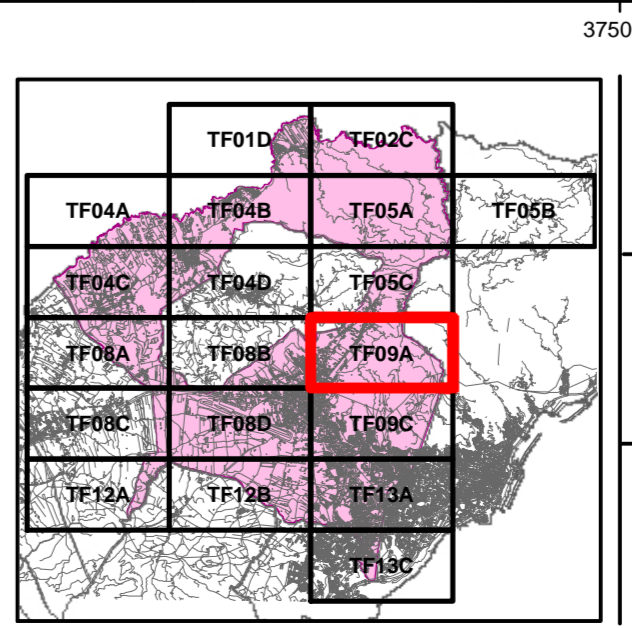 3750
TF01D TF02C
TF04A TF04B TF05A TF05B
TF04C TF04D TF05C
TF08A TF08B TF09A
TF08C TF08D TF09C
TF12A TF12B TF13A
TF13C